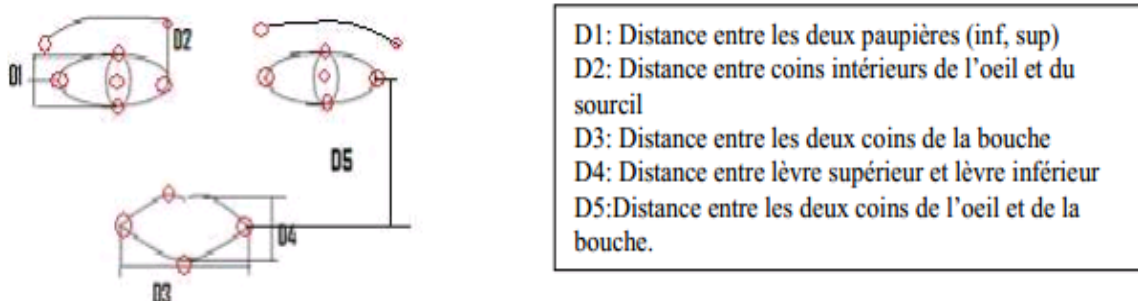 D2
D1
D5
D4
D3
D1: Distance entre les deux paupières (inf, sup)
D2: Distance entre coins intérieurs de l'oeil et du
sourcil
D3: Distance entre les deux coins de la bouche
D4: Distance entre lèvre supérieur et lèvre inférieur
D5:Distance entre les deux coins de l'oeil et de la
bouche.